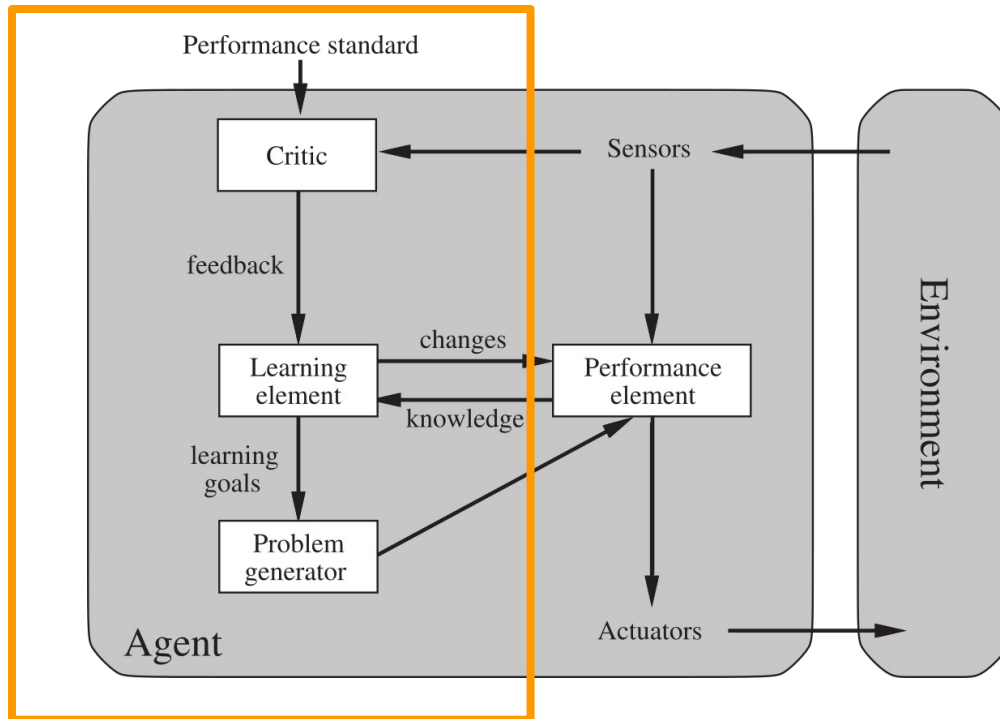 Performance standard
Critic
Sensors
feedback
changes
Learning
element
Performance
element
knowledge
learning
goals
Problem
generator
Agent
Actuators
Environment